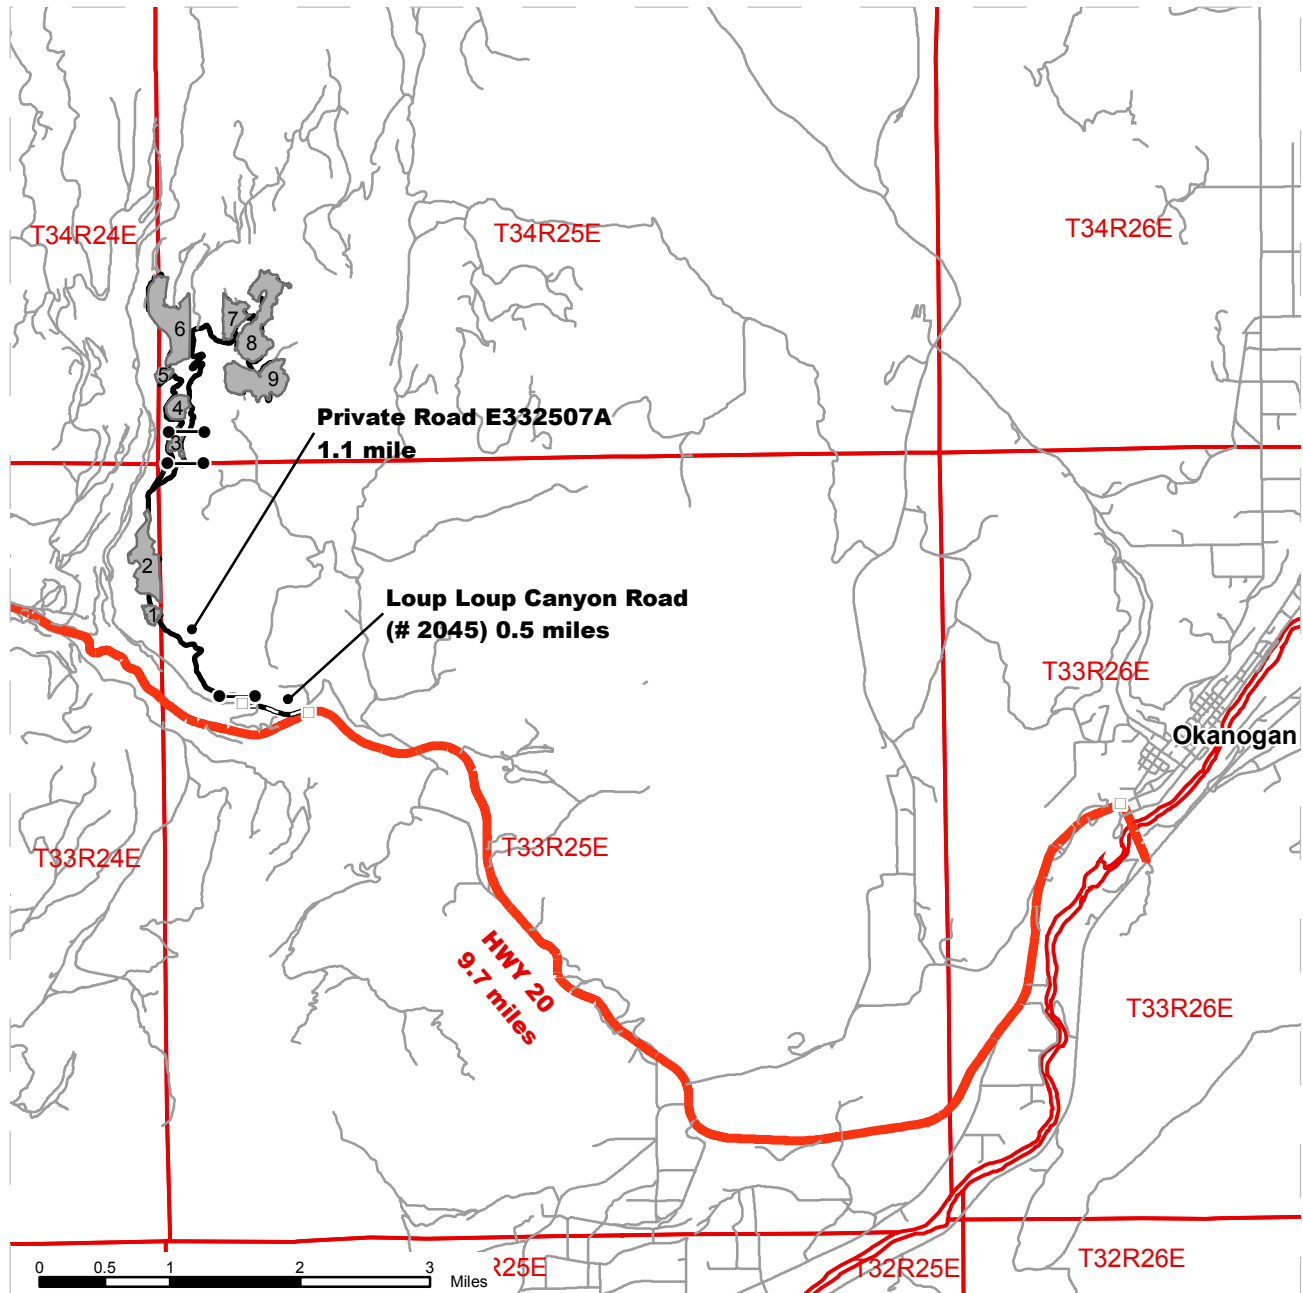 T34R24E
T34R25E
T34R26E
6
7
8
5
9
4
3
Private Road E332507A
1.1 mile
2
1
Loup Loup Canyon Road
(# 2045) 0.5 miles
T33R26E
Okanogan
T33R24E
T33R25E
HWY 20
9.7 miles
T33R26E
R25E
T32R25E
T32R26E
0 0.5 1 2 3
Miles